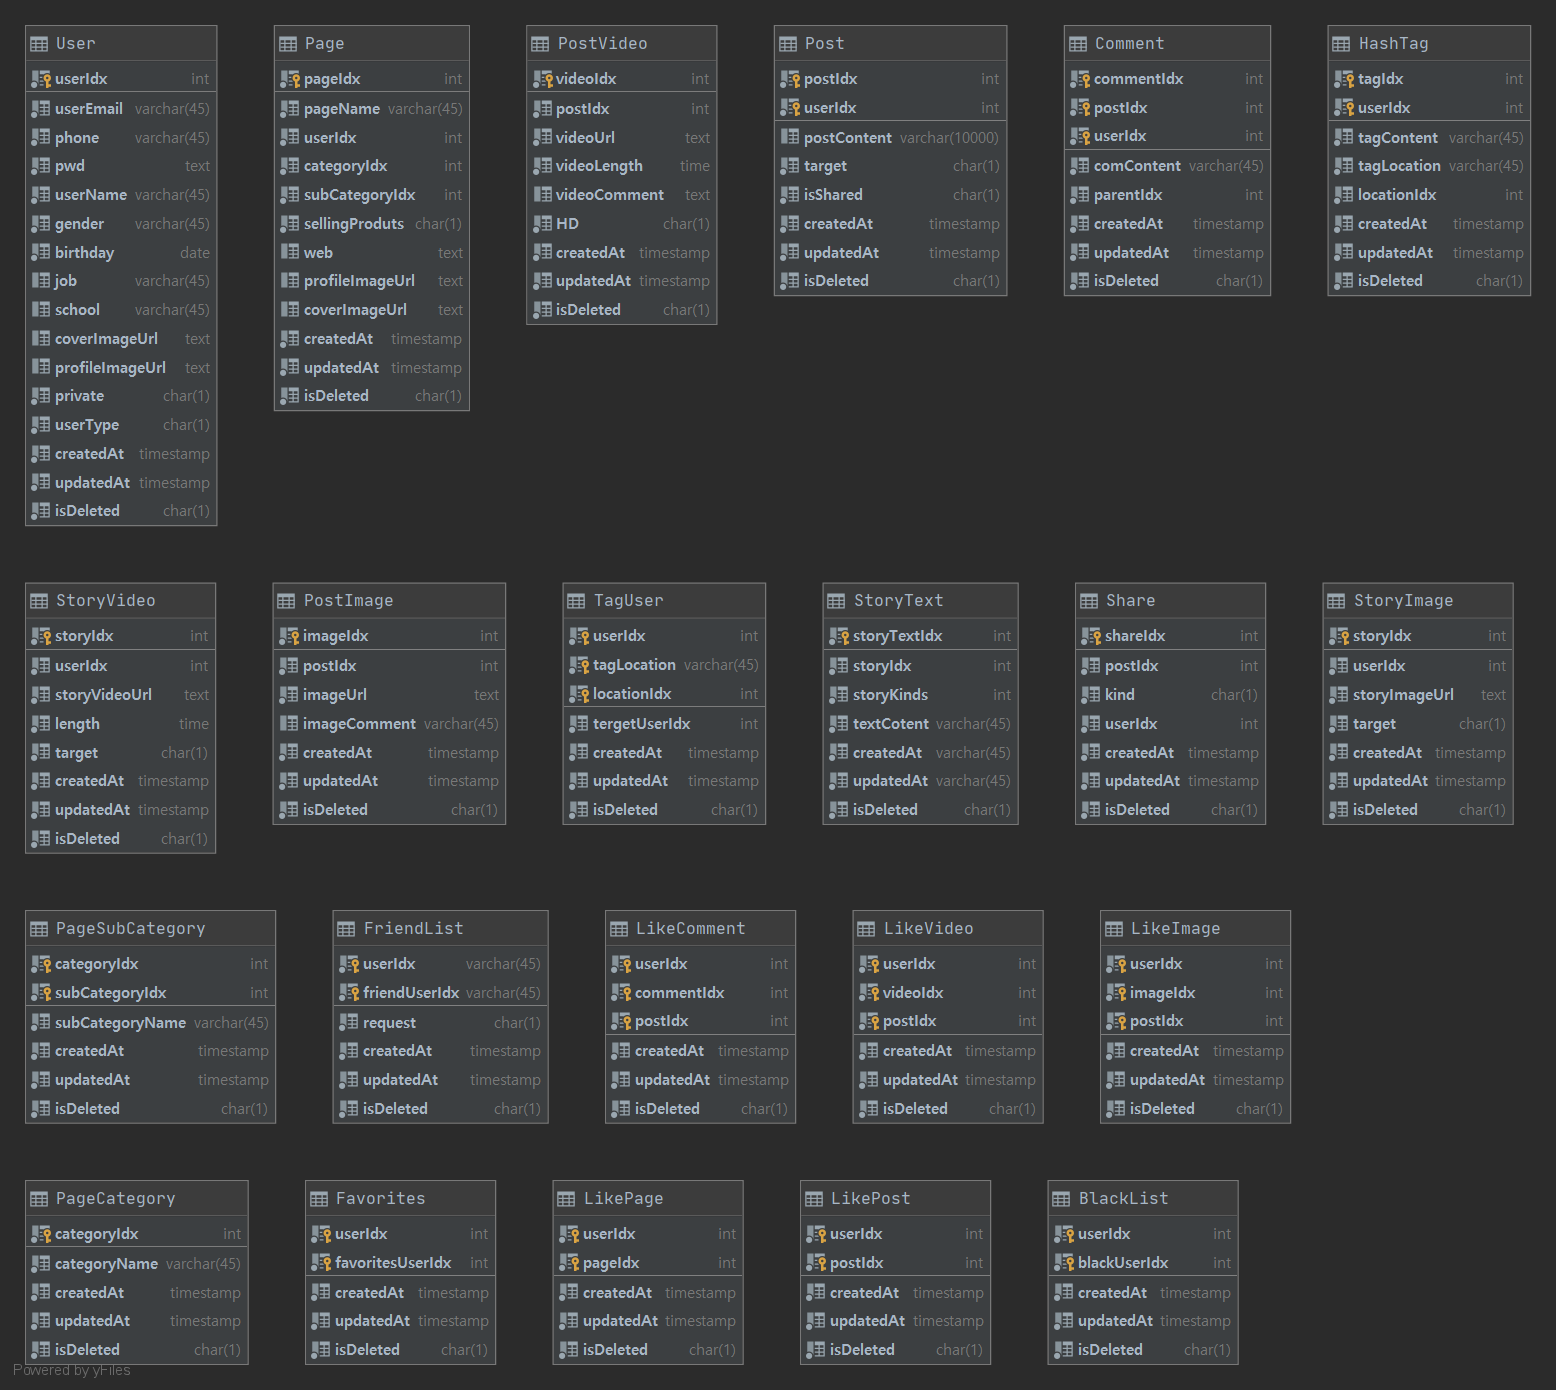 User
userIdx int
userEmail varchar(45)
phone varchar(45)
pwd text
userName varchar(45)
gender varchar(45)
birthday date
job varchar(45)
school varchar(45)
coverImageUrl text
profileImageUrl text
private char(1)
userType char(1)
createdAt timestamp
updatedAt timestamp
isDeleted char(1)
Page
pageIdx int
pageName varchar(45)
userIdx int
categoryIdx int
subCategoryIdx int
sellingProduts char(1)
web text
profileImageUrl text
coverImageUrl text
createdAt timestamp
updatedAt timestamp
isDeleted char(1)
PostVideo
videoIdx int
postIdx int
videoUrl text
videoLength time
videoComment text
HD char(1)
createdAt timestamp
updatedAt timestamp
isDeleted char(1)
Post
postIdx int
userIdx int
postContent varchar(10000)
target char(1)
isShared char(1)
createdAt timestamp
updatedAt timestamp
isDeleted char(1)
Comment
commentIdx int
postIdx int
userIdx int
comContent varchar(45)
parentIdx int
createdAt timestamp
updatedAt timestamp
isDeleted char(1)
HashTag
tagIdx int
userIdx int
tagContent varchar(45)
tagLocation varchar(45)
locationIdx int
createdAt timestamp
updatedAt timestamp
isDeleted char(1)
StoryVideo
storyIdx int
userIdx int
storyVideoUrl text
length time
target char(1)
createdAt timestamp
updatedAt timestamp
isDeleted char(1)
PostImage
imageIdx int
postIdx int
imageUrl text
imageComment varchar(45)
createdAt timestamp
updatedAt timestamp
isDeleted char(1)
TagUser
userIdx int
tagLocation varchar(45)
locationIdx int
tergetUserIdx int
createdAt timestamp
updatedAt timestamp
isDeleted char(1)
StoryText
storyTextIdx int
storyIdx int
storyKinds int
textCotent varchar(45)
createdAt varchar(45)
updatedAt varchar(45)
isDeleted char(1)
Share
shareIdx int
postIdx int
kind char(1)
userIdx int
createdAt timestamp
updatedAt timestamp
isDeleted char(1)
StoryImage
storyIdx int
userIdx int
storyImageUrl text
target char(1)
createdAt timestamp
updatedAt timestamp
isDeleted char(1)
PageSubCategory
categoryIdx int
subCategoryIdx int
subCategoryName varchar(45)
createdAt timestamp
updatedAt timestamp
isDeleted char(1)
FriendList
userIdx varchar(45)
friendUserIdx varchar(45)
request char(1)
createdAt timestamp
updatedAt timestamp
isDeleted char(1)
LikeComment
userIdx int
commentIdx int
postIdx int
createdAt timestamp
updatedAt timestamp
isDeleted char(1)
LikeVideo
userIdx int
videoIdx int
postIdx int
createdAt timestamp
updatedAt timestamp
isDeleted char(1)
LikeImage
userIdx int
imageIdx int
postIdx int
createdAt timestamp
updatedAt timestamp
isDeleted char(1)
PageCategory
categoryIdx int
categoryName varchar(45)
createdAt timestamp
updatedAt timestamp
isDeleted char(1)
Favorites
userIdx int
favoritesUserIdx int
createdAt timestamp
updatedAt timestamp
isDeleted char(1)
LikePage
userIdx int
pageIdx int
createdAt timestamp
updatedAt timestamp
isDeleted char(1)
LikePost
userIdx int
postIdx int
createdAt timestamp
updatedAt timestamp
isDeleted char(1)
BlackList
userIdx int
blackUserIdx int
createdAt timestamp
updatedAt timestamp
isDeleted char(1)
Powered by yFiles